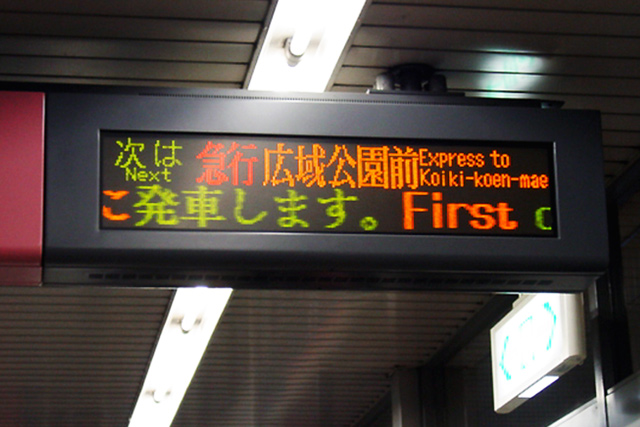 次は 急行 広域公園前 Express to
Next Koiki-koen-mae
こ発車します。 First